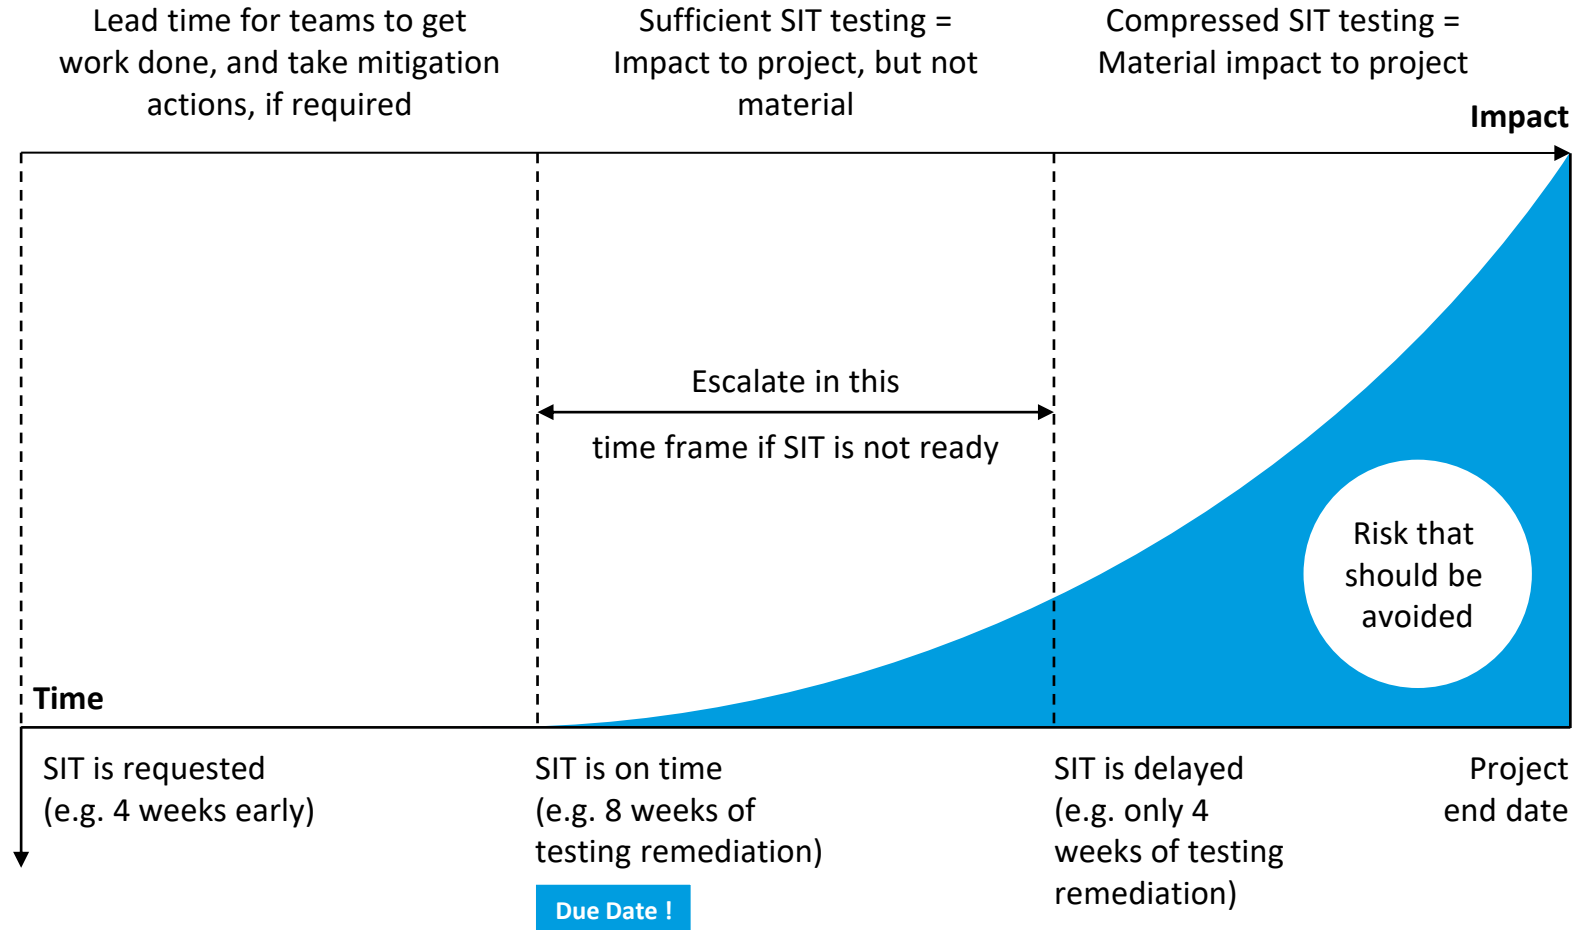 Lead time for teams to get
work done, and take mitigation
actions, if required
Sufficient SIT testing =
Impact to project, but not
material
Compressed SIT testing =
Material impact to project
Impact
Escalate in this
time frame if SIT is not ready
Risk that
should be
avoided
Time
SIT is requested
(e.g. 4 weeks early)
SIT is on time
(e.g. 8 weeks of
testing remediation)
Due Date !
SIT is delayed
(e.g. only 4
weeks of testing
remediation)
Project
end date